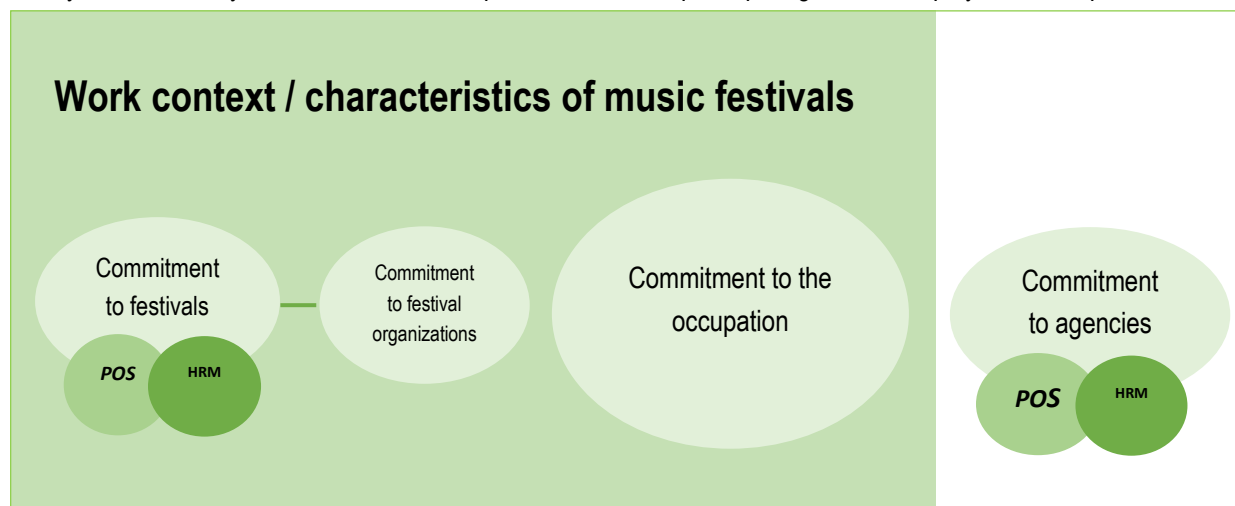 Work context / characteristics of music festivals
Commitment
to festivals
POS
HRM
Commitment
to festival
organizations
Commitment to the
occupation
Commitment
to agencies
POS
HRM